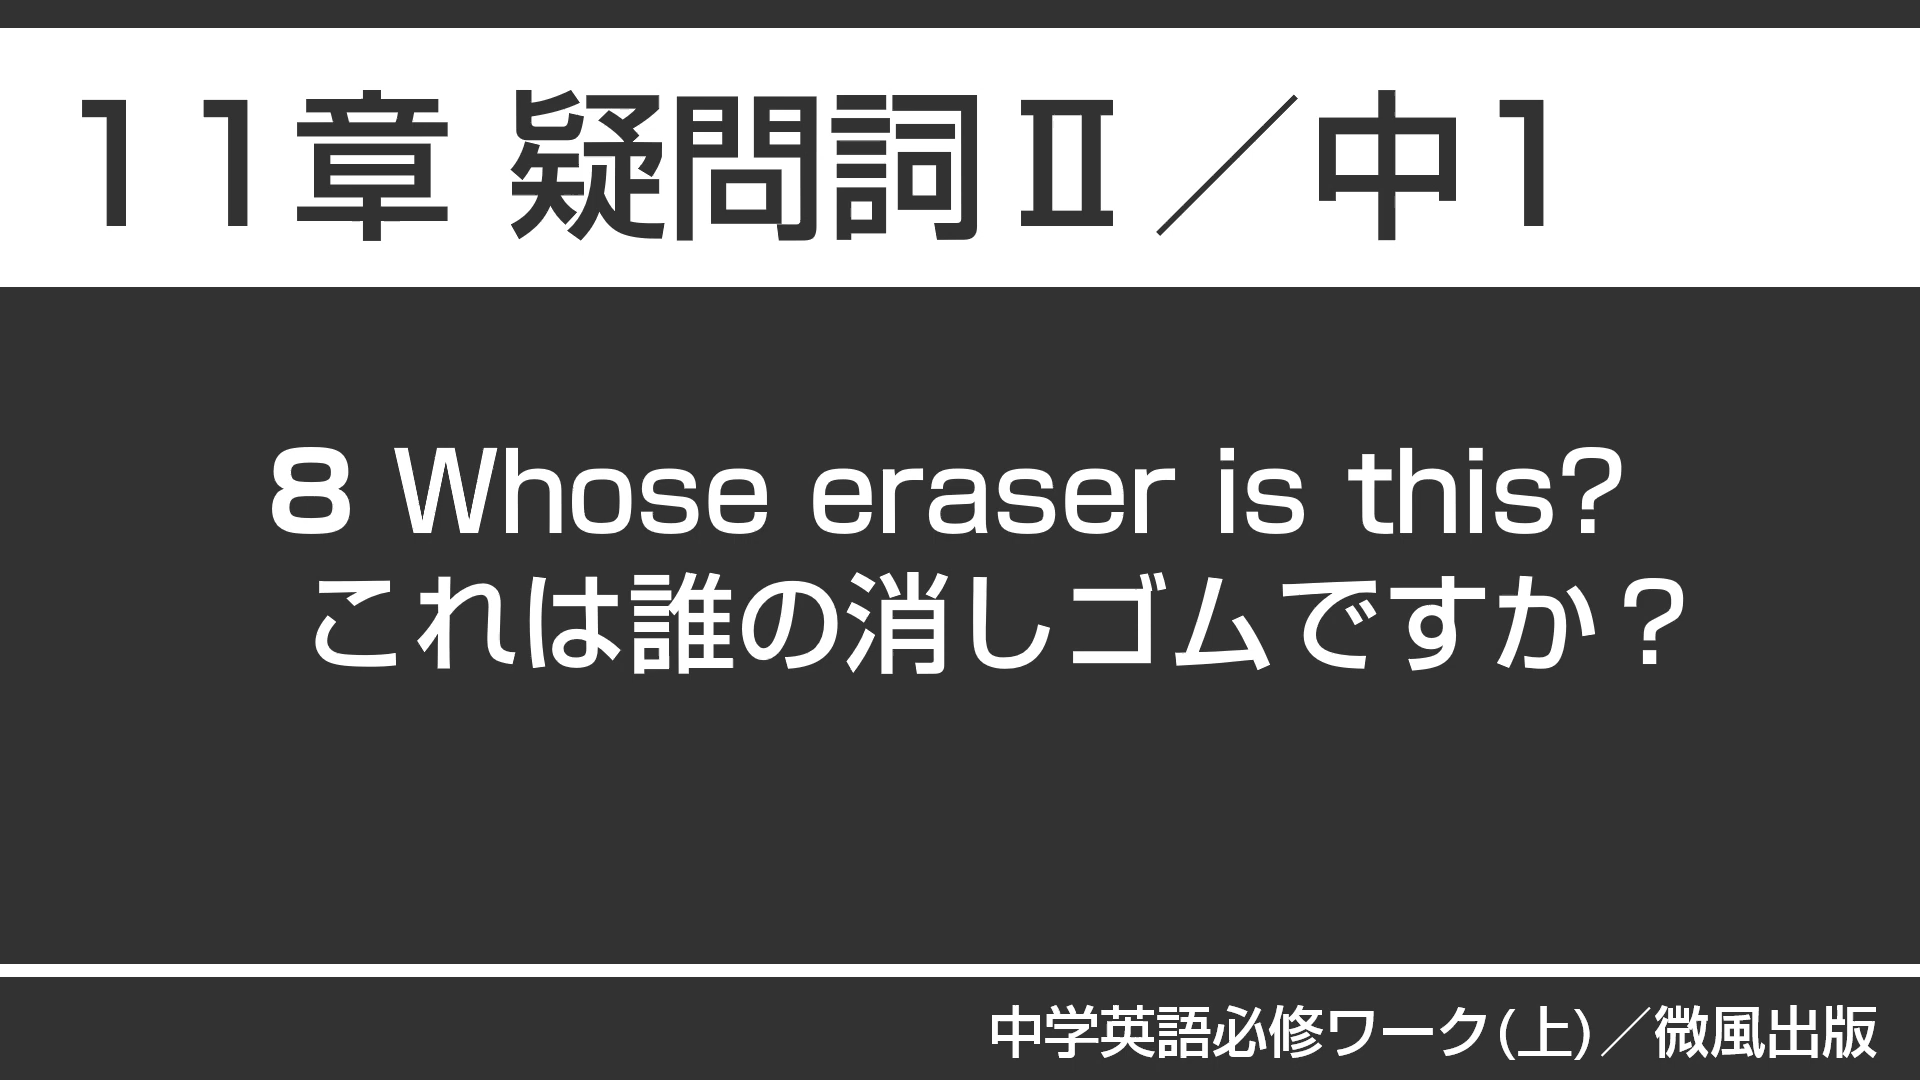 11章 疑問詞Ⅱ／中1
8 Whose eraser is this?
これは誰の消しゴムですか？
中学英語必修ワーク(上)／微風出版